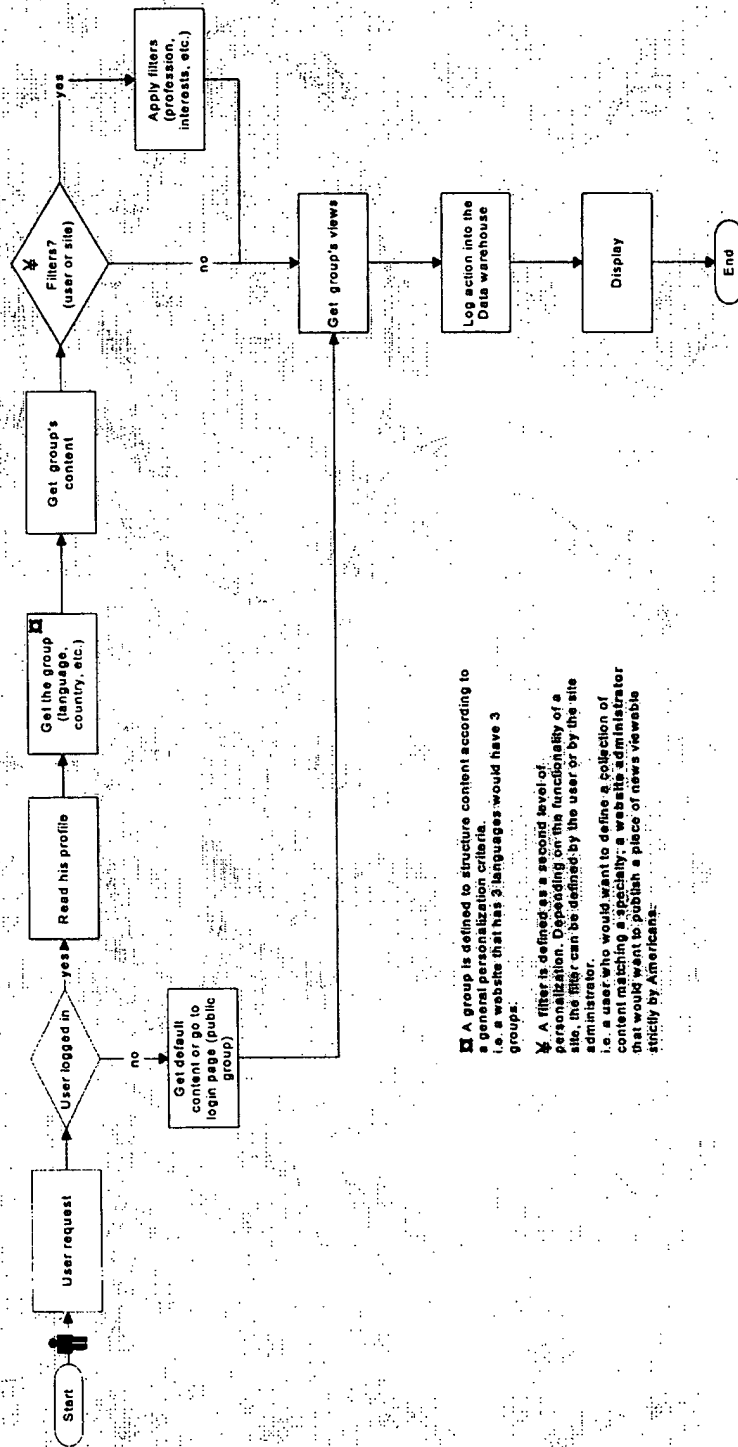 Start
User request
User logged in
yes
no
Read his profile
Get default
content or go to
login page (public
group)
Get the group ¤
(language,
country, etc.)
Get group's
content
¥
Filters?
(user or site)
yes
no
Apply filters
(profession,
interests, etc.)
Get group's views
Log action into the
Data warehouse
Display
End
¤ A group is defined to structure content according to
a general personalization criteria.
i.e. a website that has 3 languages would have 3
groups.
¥ A filter is defined as a second level of
personalization. Depending on the functionality of a
site, the filter can be defined by the user or by the site
administrator.
i.e. a user who would want to define a collection of
content matching a specialty; a website administrator
that would want to publish a piece of news viewable
strictly by Americans.